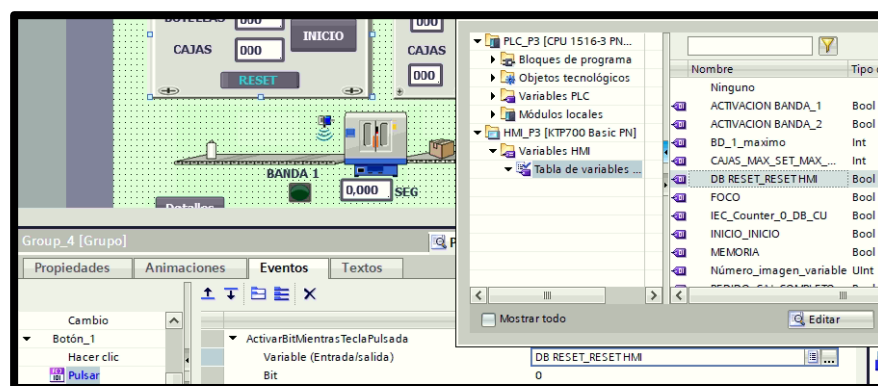 BOTELLAS 000
INICIO
CAJAS 000
RESET
000
CAJAS
000
BANDA 1
0,000 SEG
Detalles
PLC_P3 [CPU 1516-3 PN...
Bloques de programa
Objetos tecnológicos
Variables PLC
Módulos locales
HMI_P3 [KTP700 Basic PN]
Variables HMI
Tabla de variables ...
Mostrar todo
Nombre Tipo
Ninguno
ACTIVACION BANDA_1 Bool
ACTIVACION BANDA_2 Bool
BD_1_maximo Int
CAJAS_MAX_SET_MAX_... Int
DB RESET_RESET HMI Bool
FOCO Bool
IEC_Counter_0_DB_CU Bool
INICIO_INICIO Bool
MEMORIA Bool
Número_imagen_variable UInt
Editar
Group_4 [Grupo]
Propiedades Animaciones Eventos Textos
Cambio
Botón_1
Hacer clic
Pulsar
ActivarBitMientrasTeclaPulsada
Variable (Entrada/salida) DB RESET_RESET HMI
Bit 0